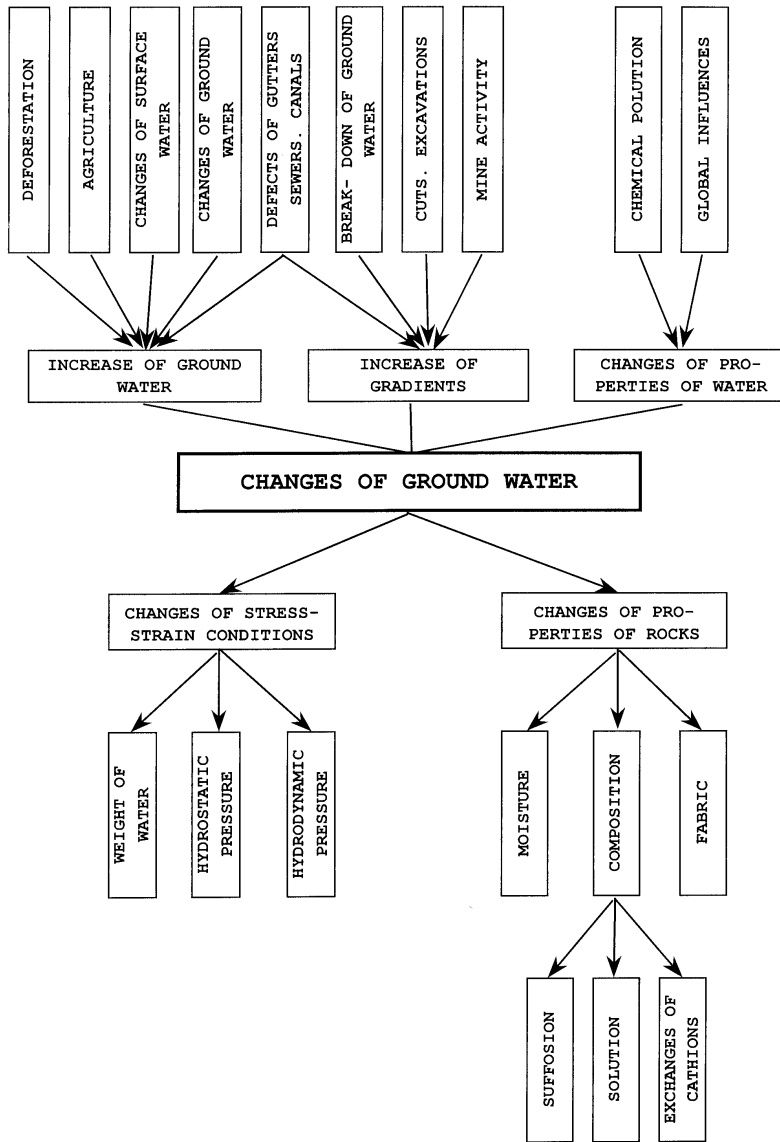 DEFORESTATION
AGRICULTURE
CHANGES OF SURFACE
WATER
CHANGES OF GROUND
WATER
DEFECTS OF GUTTERS
SEWERS. CANALS
BREAK- DOWN OF GROUND
WATER
CUTS. EXCAVATIONS
MINE ACTIVITY
CHEMICAL POLUTION
GLOBAL INFLUENCES
INCREASE OF GROUND
WATER
INCREASE OF
GRADIENTS
CHANGES OF PRO-
PERTIES OF WATER
CHANGES OF GROUND WATER
CHANGES OF STRESS-
STRAIN CONDITIONS
CHANGES OF PRO-
PERTIES OF ROCKS
WEIGHT OF
WATER
HYDROSTATIC
PRESSURE
HYDRODYNAMIC
PRESSURE
MOISTURE
COMPOSITION
FABRIC
SUFFOSION
SOLUTION
EXCHANGES OF
CATHIONS